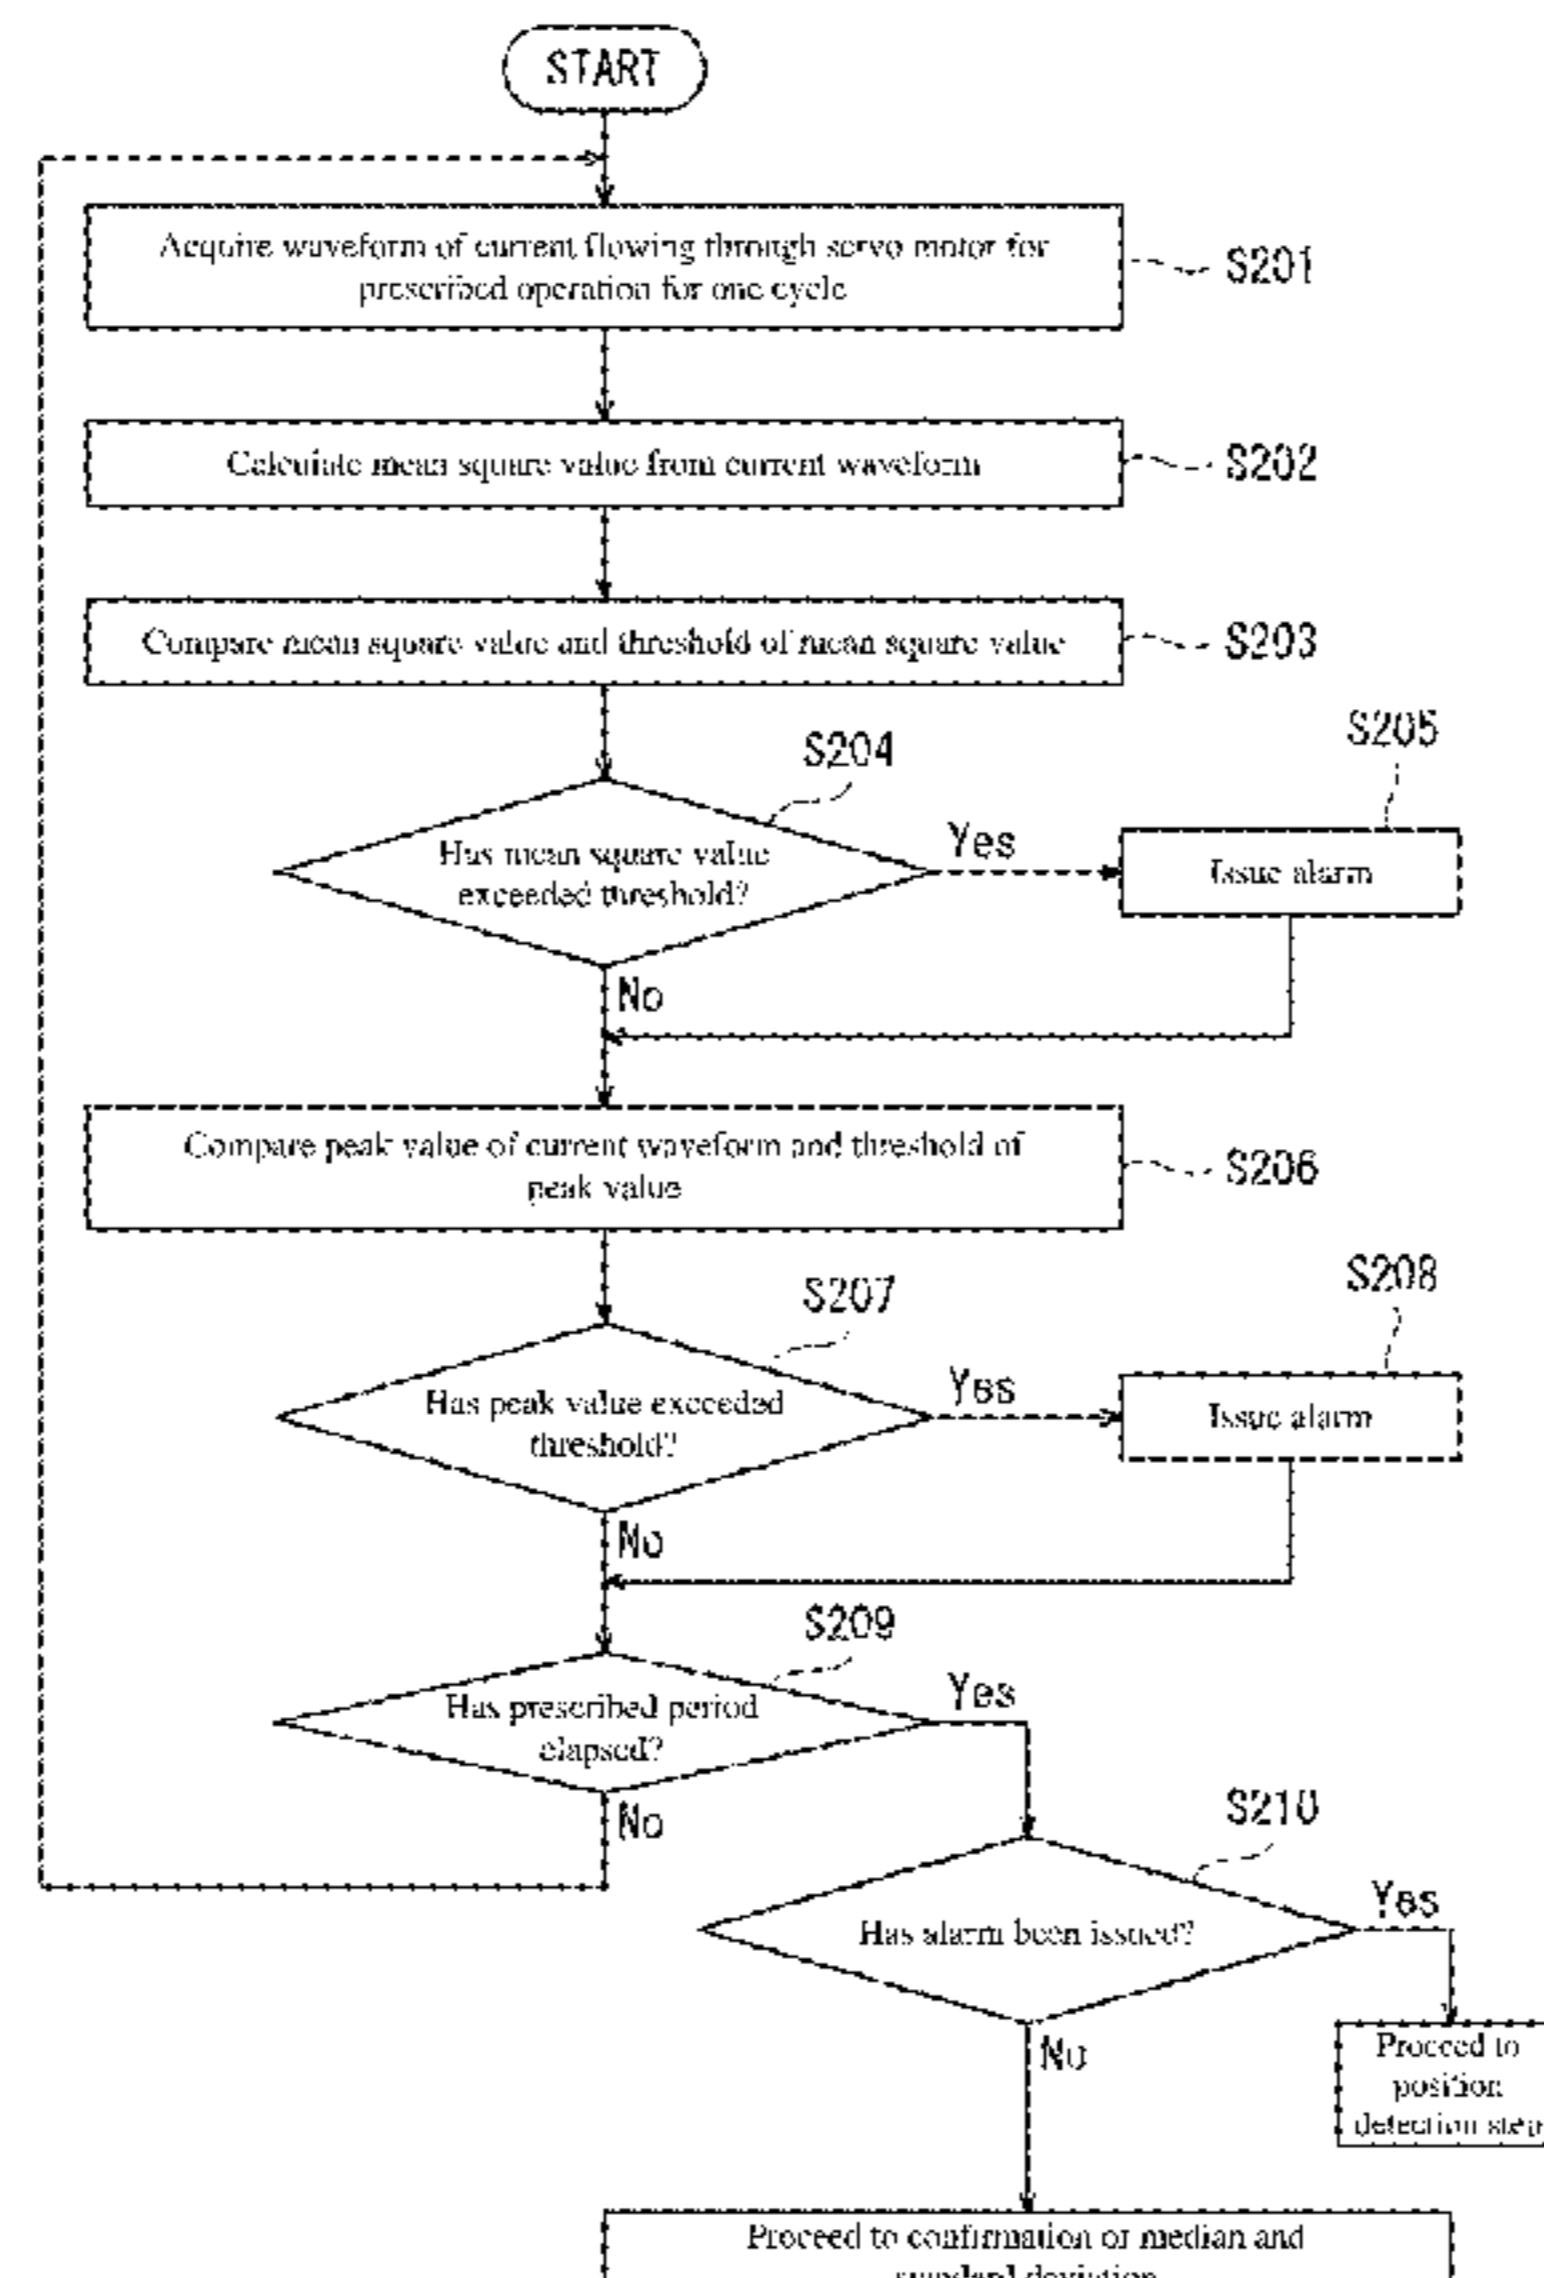 START
Acquire waveform of current flowing through servo motor for
prescribed operation for one cycle
S201
Calculate mean square value from current waveform
S202
Compare mean square value and threshold of mean square value
S203
S204
S205
Has mean square value
exceeded threshold?
Yes
Issue alarm
No
Compare peak value of current waveform and threshold of
peak value
S206
S207
S208
Has peak value exceeded
threshold?
Yes
Issue alarm
No
S209
Has prescribed period
elapsed?
Yes
No
S210
Has alarm been issued?
Yes
No
Proceed to
position
detection step
Proceed to confirmation of median and
standard deviation